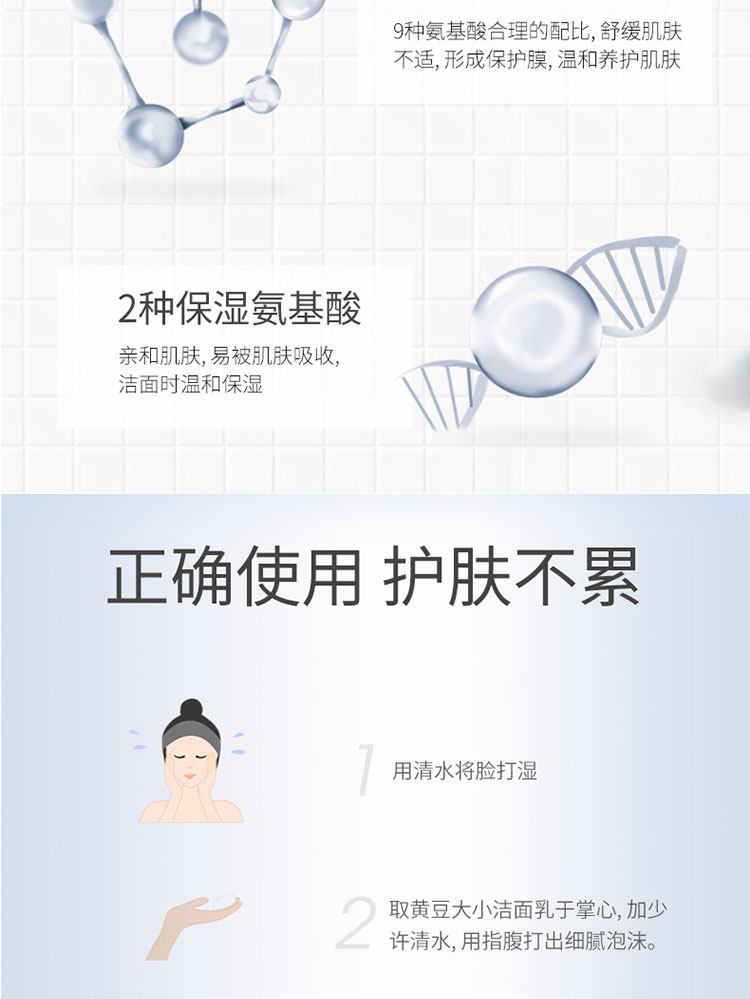 9种氨基酸合理的配比, 舒缓肌肤
不适, 形成保护膜, 温和养护肌肤
2种保湿氨基酸
亲和肌肤, 易被肌肤吸收,
洁面时温和保湿
正确使用 护肤不累
1 用清水将脸打湿
2 取黄豆大小洁面乳于掌心, 加少
许清水, 用指腹打出细腻泡沫。